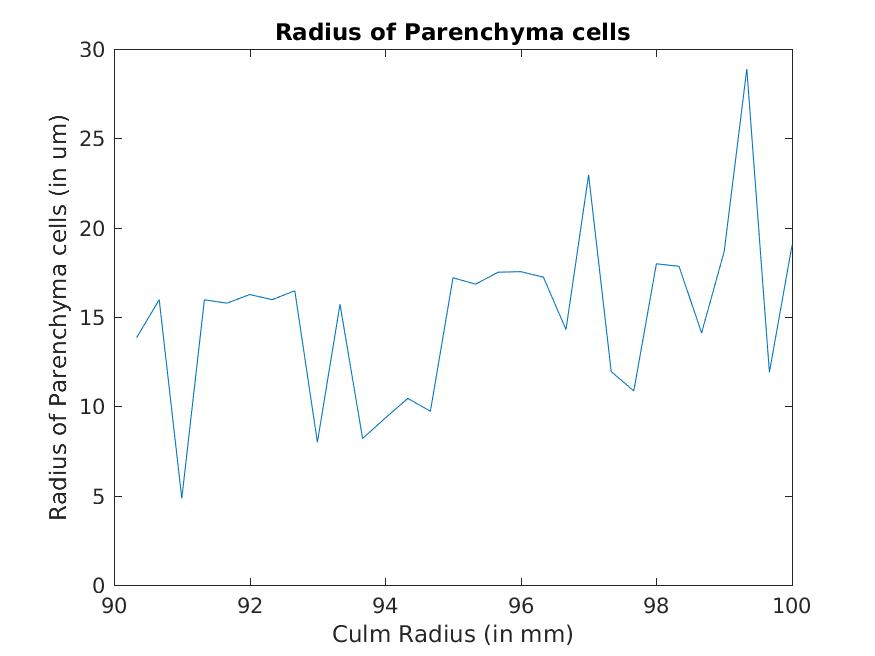 Radius of Parenchyma cells
30
25
20
15
10
5
0
Radius of Parenchyma cells (in um)
90 92 94 96 98 100
Culm Radius (in mm)